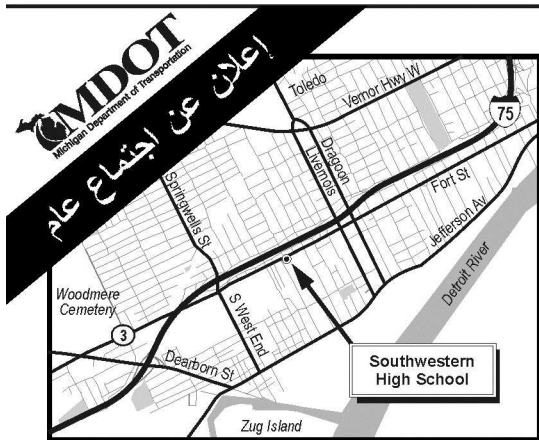 MDOT
Michigan Department of Transportation
إعلان عن اجتماع عام
Toledo
Vernor Hwy W
75
Dragoon
Livernois
Fort St
Springwells St
Jefferson Av
Detroit River
Woodmere
Cemetery
3
S West End
Dearborn St
Southwestern
High School
Zug Island